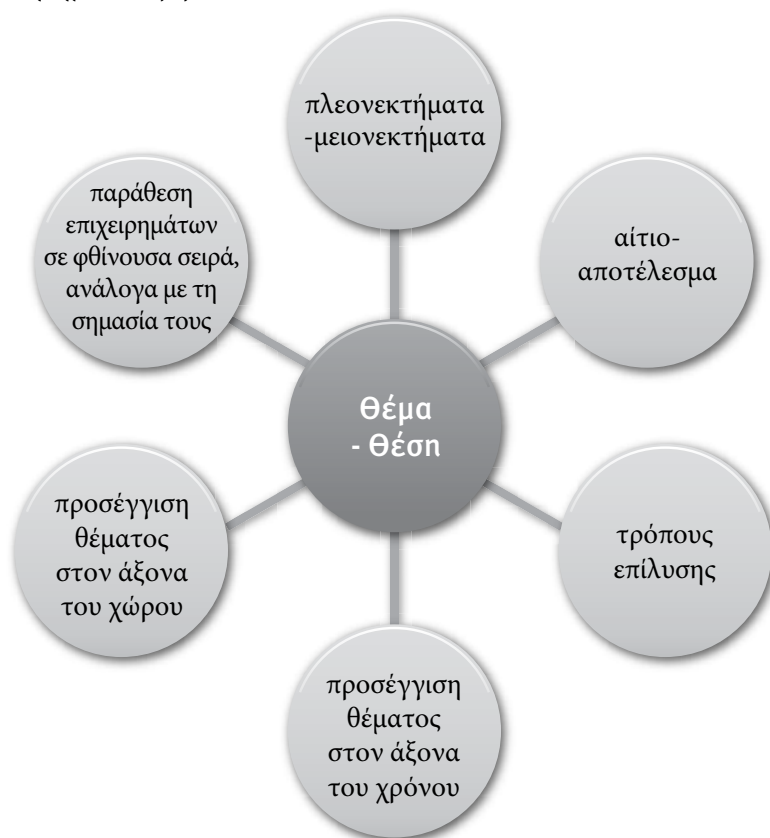 πλεονεκτήματα
-μειονεκτήματα
αίτιο-
αποτέλεσμα
τρόπους
επίλυσης
προσέγγιση
θέματος
στον άξονα
του χρόνου
προσέγγιση
θέματος
στον άξονα
του χώρου
παράθεση
επιχειρημάτων
σε φθίνουσα σειρά,
ανάλογα με τη
σημασία τους
Θέμα
- Θέση